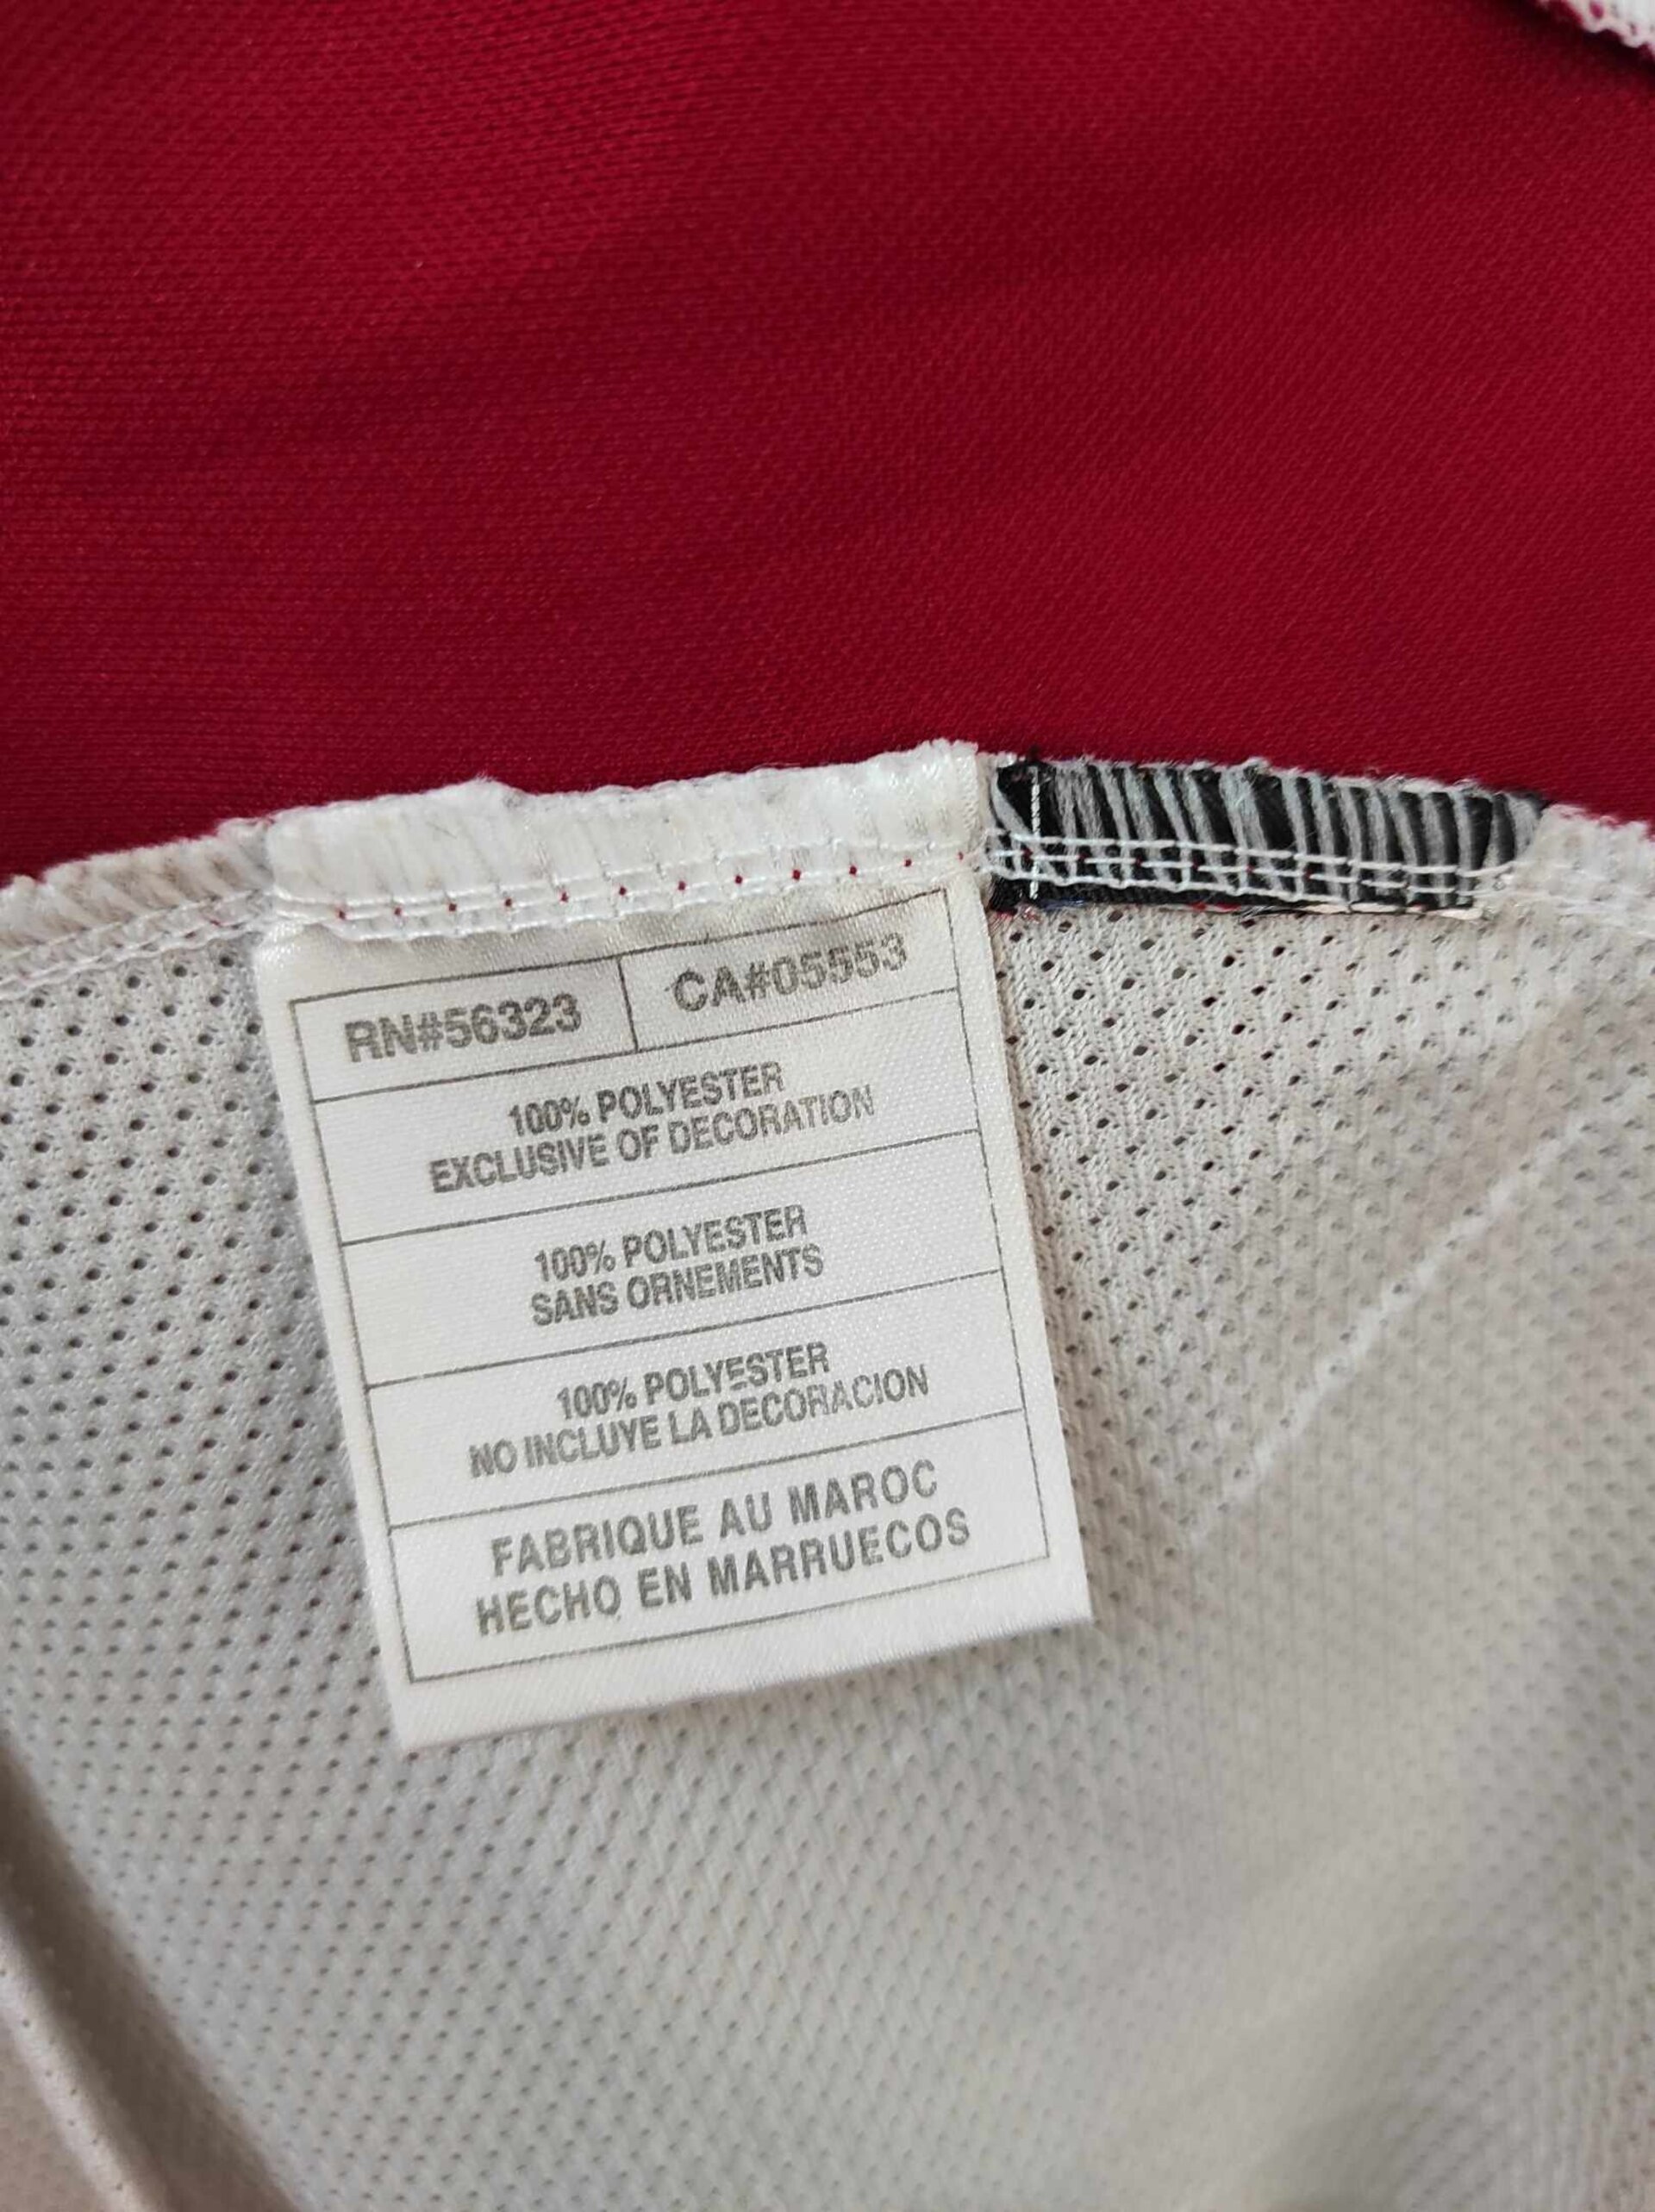 RN#56323 CA#05553
100% POLYESTER
EXCLUSIVE OF DECORATION
100% POLYESTER
SANS ORNEMENTS
100% POLYESTER
NO INCLUYE LA DECORACION
FABRIQUE AU MAROC
HECHO EN MARRUECOS